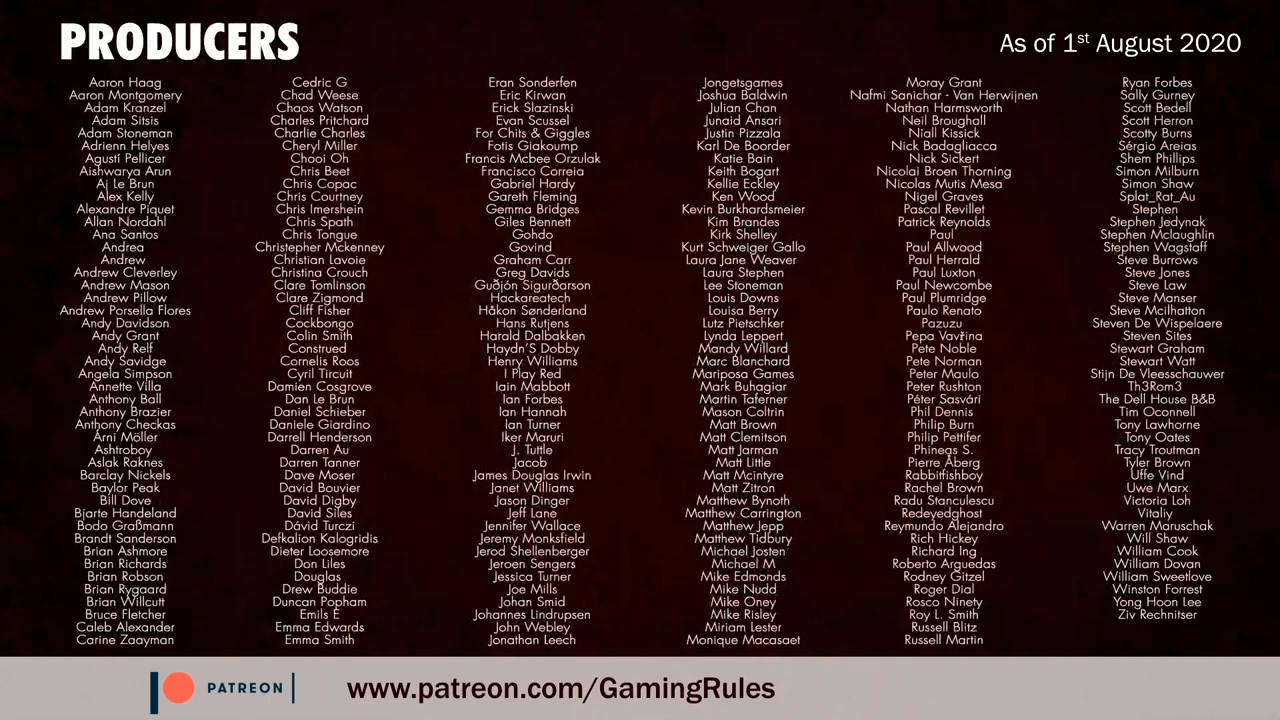 PRODUCERS
As of 1st August 2020
Aaron Haag
Aaron Montgomery
Adam Kranzel
Adam Sitsis
Adam Stoneman
Adrienn Helyes
Agustí Pellicer
Aishwarya Arun
Aj Le Brun
Alex Kelly
Alexandre Piquet
Allan Nordahl
Ana Santos
Andrea
Andrew
Andrew Cleverley
Andrew Mason
Andrew Pillow
Andrew Porsella Flores
Andy Davidson
Andy Grant
Andy Relf
Andy Savidge
Angela Simpson
Annette Villa
Anthony Ball
Anthony Brazier
Anthony Checkas
Arni Möller
Ashtroboy
Aslak Raknes
Barclay Nickels
Baylor Peak
Bill Dove
Bjarte Handeland
Bodo Graßmann
Brandt Sanderson
Brian Ashmore
Brian Richards
Brian Robson
Brian Rygaard
Brian Willcutt
Bruce Fletcher
Caleb Alexander
Carine Zaayman
Cedric G
Chad Weese
Chaos Watson
Charles Pritchard
Charlie Charles
Cheryl Miller
Chooi Oh
Chris Beet
Chris Copac
Chris Courtney
Chris Imershein
Chris Spath
Chris Tongue
Christepher Mckenney
Christian Lavoie
Christina Crouch
Clare Tomlinson
Clare Zigmond
Cliff Fisher
Cockbongo
Colin Smith
Construed
Cornelis Roos
Cyril Tircuit
Damien Cosgrove
Dan Le Brun
Daniel Schieber
Daniele Giardino
Darrell Henderson
Darren Au
Darren Tanner
Dave Moser
David Bouvier
David Digby
David Siles
Dávid Turczi
Defkalion Kalogridis
Dieter Loosemore
Don Liles
Douglas
Drew Buddie
Duncan Popham
Emils E
Emma Edwards
Emma Smith
Eran Sonderfen
Eric Kirwan
Erick Slazinski
Evan Scussel
For Chits & Giggles
Fotis Giakoump
Francis Mcbee Orzulak
Francisco Correia
Gabriel Hardy
Gareth Fleming
Gemma Bridges
Giles Bennett
Gohdo
Govind
Graham Carr
Greg Davids
Guðjón Sigurðarson
Hackareatech
Håkon Sønderland
Hans Rutjens
Harald Dalbakken
Haydn'S Dobby
Henry Williams
I Play Red
Iain Mabbott
Ian Forbes
Ian Hannah
Ian Turner
Iker Maruri
J. Tuttle
Jacob
James Douglas Irwin
Janet Williams
Jason Dinger
Jeff Lane
Jennifer Wallace
Jeremy Monksfield
Jerod Shellenberger
Jeroen Sengers
Jessica Turner
Joe Mills
Johan Smid
Johannes Lindrupsen
John Webley
Jonathan Leech
Jongetsgames
Joshua Baldwin
Julian Chan
Junaid Ansari
Justin Pizzala
Karl De Boorder
Katie Bain
Keith Bogart
Kellie Eckley
Ken Wood
Kevin Burkhardsmeier
Kim Brandes
Kirk Shelley
Kurt Schweiger Gallo
Laura Jane Weaver
Laura Stephen
Lee Stoneman
Louis Downs
Louisa Berry
Lutz Pietschker
Lynda Leppert
Mandy Willard
Marc Blanchard
Mariposa Games
Mark Buhagiar
Martin Taferner
Mason Coltrin
Matt Brown
Matt Clemitson
Matt Jarman
Matt Little
Matt Mcintyre
Matt Zitron
Matthew Bynoth
Matthew Carrington
Matthew Jepp
Matthew Tidbury
Michael Josten
Michael M
Mike Edmonds
Mike Nudd
Mike Oney
Mike Risley
Miriam Lester
Monique Macasaet
Moray Grant
Nafmi Sanichar - Van Herwijnen
Nathan Harmsworth
Neil Broughall
Niall Kissick
Nick Badagliacca
Nick Sickert
Nicolai Broen Thorning
Nicolas Mutis Mesa
Nigel Graves
Pascal Revillet
Patrick Reynolds
Paul
Paul Allwood
Paul Herrald
Paul Luxton
Paul Newcombe
Paul Plumridge
Paulo Renato
Pazuzu
Pepa Vavřina
Pete Noble
Pete Norman
Peter Maulo
Peter Rushton
Péter Sasvári
Phil Dennis
Philip Burn
Philip Pettifer
Phineas S.
Pierre Åberg
Rabbitfishboy
Rachel Brown
Radu Stanculescu
Redeyedghost
Reymundo Alejandro
Rich Hickey
Richard Ing
Roberto Arguedas
Rodney Gitzel
Roger Dial
Rosco Ninety
Roy L. Smith
Russell Blitz
Russell Martin
Ryan Forbes
Sally Gurney
Scott Bedell
Scott Herron
Scotty Burns
Sérgio Areias
Shem Phillips
Simon Milburn
Simon Shaw
Splat_Rat_Au
Stephen
Stephen Jedynak
Stephen Mclaughlin
Stephen Wagstaff
Steve Burrows
Steve Jones
Steve Law
Steve Manser
Steve Mcilhatton
Steven De Wispelaere
Steven Sites
Stewart Graham
Stewart Watt
Stijn De Vleesschauwer
Th3Rom3
The Dell House B&B
Tim Oconnell
Tony Lawhorne
Tony Oates
Tracy Troutman
Tyler Brown
Uffe Vind
Uwe Marx
Victoria Loh
Vitaliy
Warren Maruschak
Will Shaw
William Cook
William Dovan
William Sweetlove
Winston Forrest
Yong Hoon Lee
Ziv Rechnitser
PATREON
www.patreon.com/GamingRules